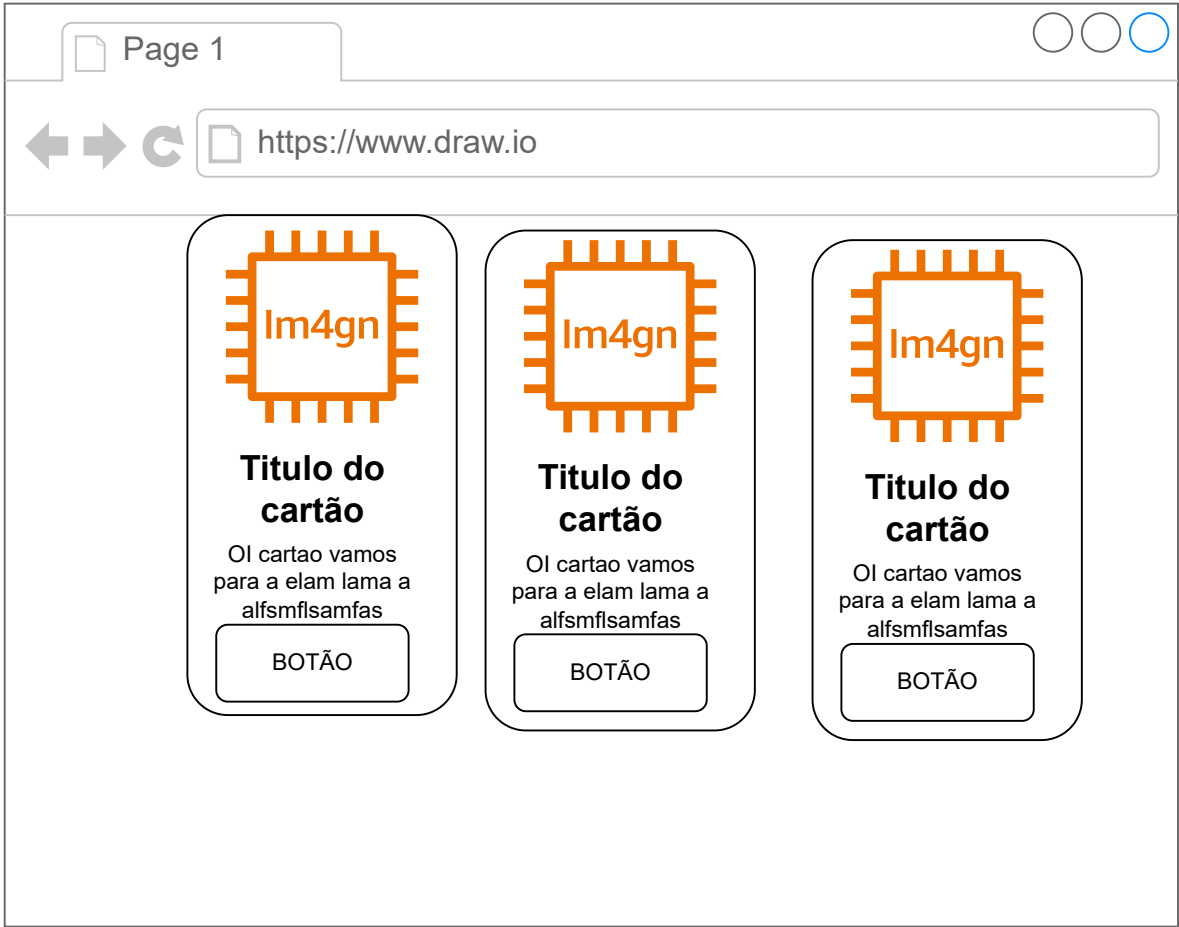 Page 1
https://www.draw.io
Im4gn
Titulo do
cartão
OI cartao vamos
para a elam lama a
alfsmflsamfas
BOTÃO
Im4gn
Titulo do
cartão
OI cartao vamos
para a elam lama a
alfsmflsamfas
BOTÃO
Im4gn
Titulo do
cartão
OI cartao vamos
para a elam lama a
alfsmflsamfas
BOTÃO